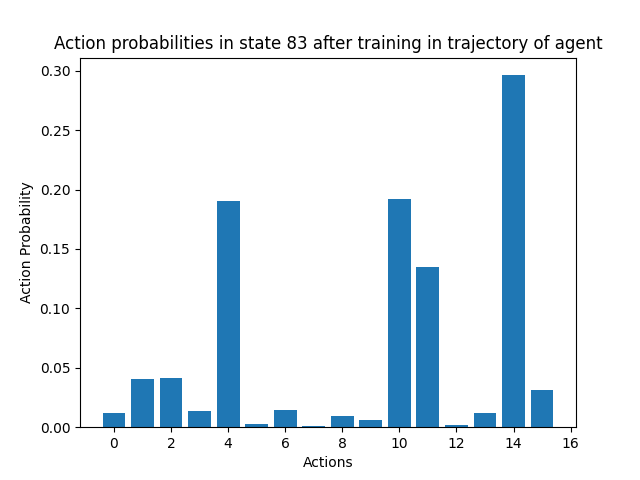 Action probabilities in state 83 after training in trajectory of agent
0.30
0.25
0.20
0.15
0.10
0.05
0.00
Action Probability
0 2 4 6 8 10 12 14 16
Actions